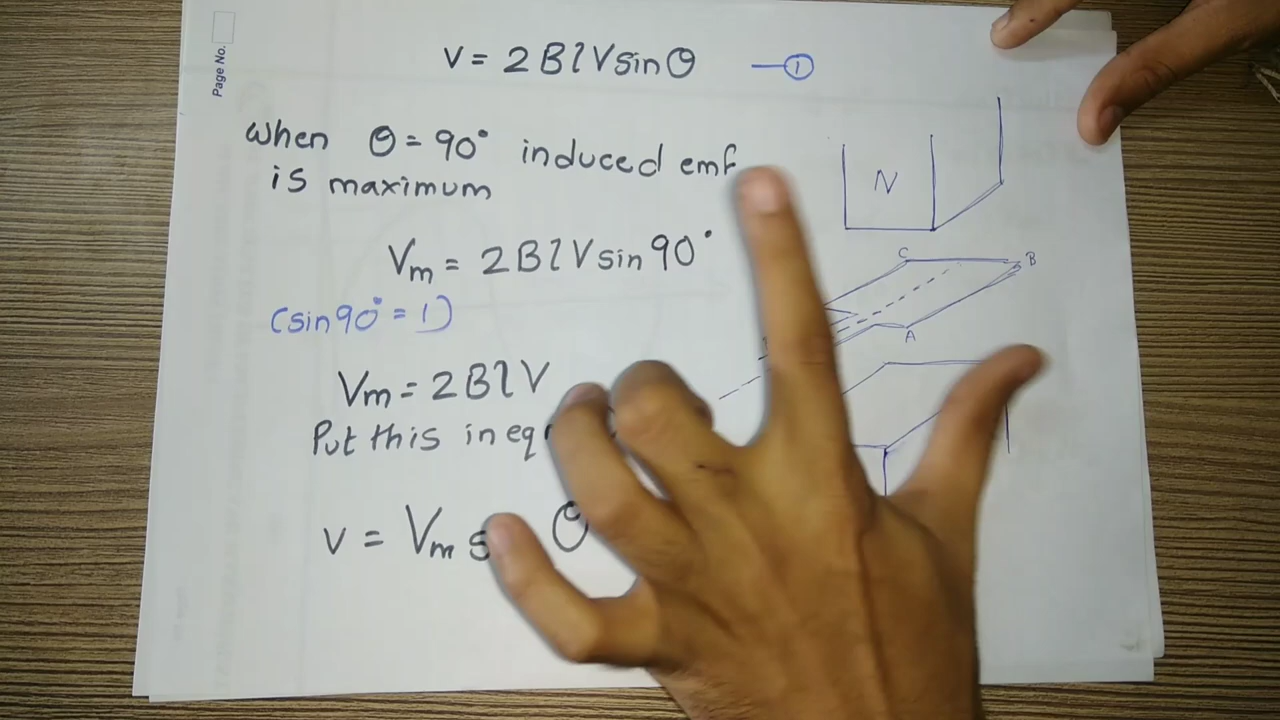 Page No.
v = 2BlVsinθ —①
when θ = 90° induced emf
is maximum
N
Vm = 2BlVsin90°
C
B
(sin90° = 1)
A
Vm = 2BlV
Put this in
v = Vm θ